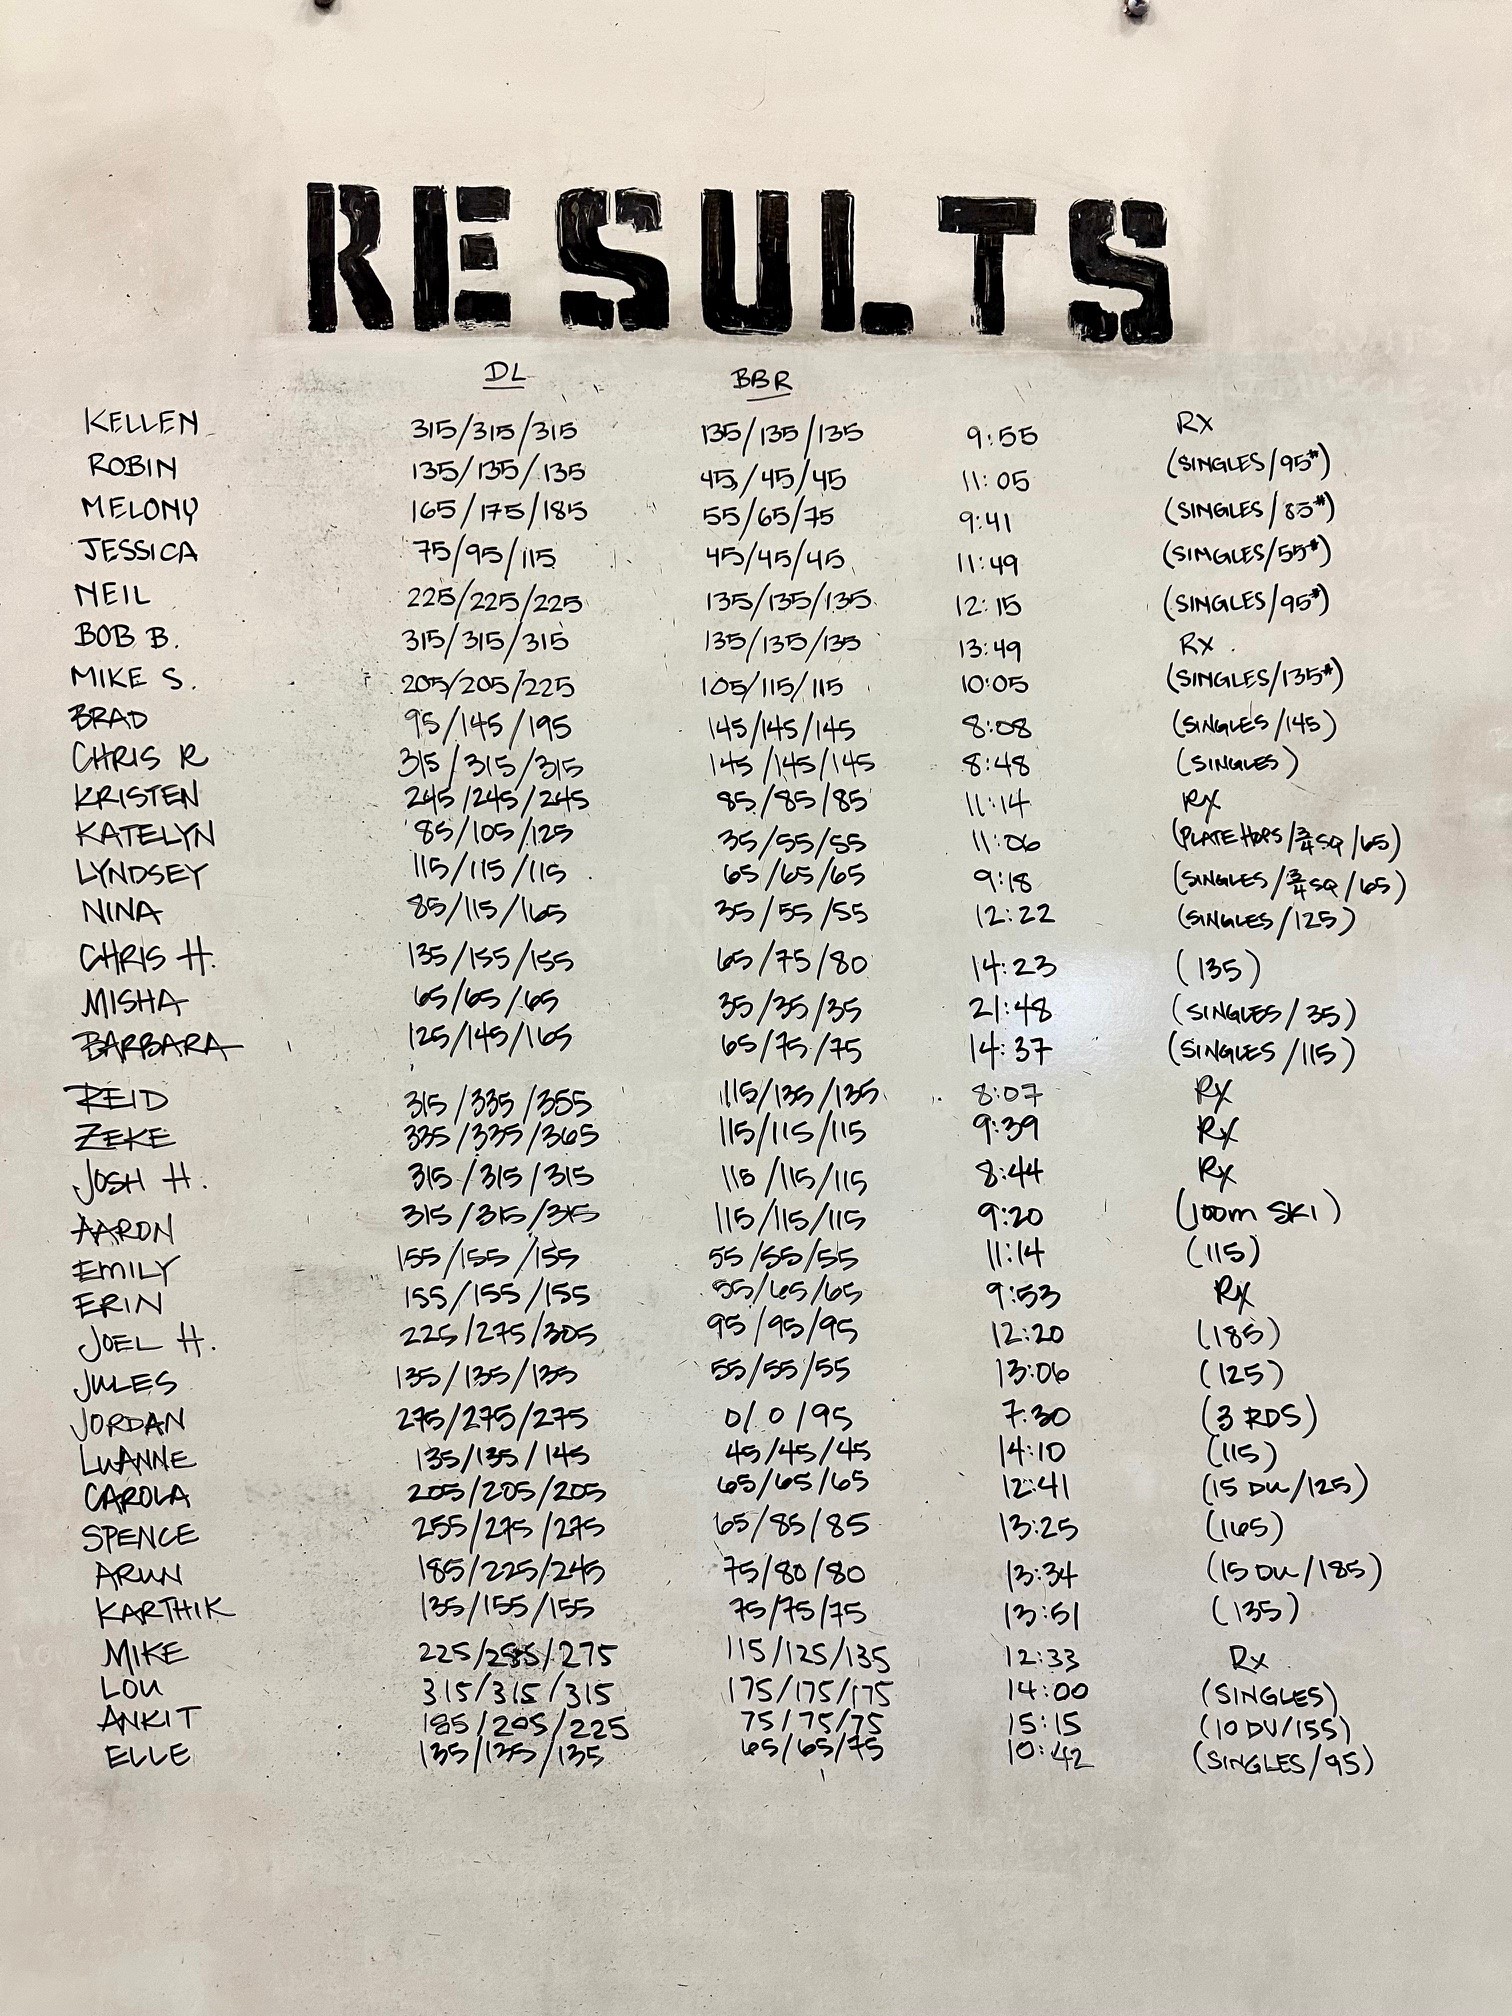 RESULTS
DL BBR
KELLEN 315/315/315 135/135/135 9:55 RX
ROBIN 135/135/135 45/45/45 11:05 (SINGLES/95#)
MELONY 165/175/185 55/65/75 9:41 (SINGLES/85#)
JESSICA 75/95/115 45/45/45 11:49 (SINGLES/55#)
NEIL 225/225/225 135/135/135 12:15 (SINGLES/95#)
BOB B. 315/315/315 135/135/135 13:49 RX
MIKE S. 205/205/225 105/115/115 10:05 (SINGLES/135#)
BRAD 95/145/195 145/145/145 8:08 (SINGLES/145)
CHRIS R 315/315/315 145/145/145 8:48 (SINGLES)
KRISTEN 245/245/245 85/85/85 11:14 RX
KATELYN 85/105/125 35/55/55 11:06 (PLATE HOPS/3/4 SQ/65)
LYNDSEY 115/115/115 65/65/65 9:18 (SINGLES/3/4 SQ/65)
NINA 85/115/165 35/55/55 12:22 (SINGLES/125)
CHRIS H. 135/155/155 65/75/80 14:23 (135)
MISHA 65/65/65 35/35/35 21:48 (SINGLES/35)
BARBARA 125/145/165 65/75/75 14:37 (SINGLES/115)
REID 315/335/355 115/135/135 8:07 RX
ZEKE 335/335/365 115/115/115 9:39 RX
JOSH H. 315/315/315 115/115/115 8:44 RX
AARON 315/315/315 115/115/115 9:20 (100m SKI)
EMILY 155/155/155 55/55/55 11:14 (115)
ERIN 155/155/155 55/65/65 9:53 RX
JOEL H. 225/275/305 95/95/95 12:20 (185)
JULES 135/135/135 55/55/55 13:06 (125)
JORDAN 275/275/275 0/0/95 7:30 (3 RDS)
LUANNE 135/135/145 45/45/45 14:10 (115)
CAROLA 205/205/205 65/65/65 12:41 (15 DU/125)
SPENCE 255/275/275 65/85/85 13:25 (165)
ARUN 185/225/245 75/80/80 13:34 (15 DU/185)
KARTHIK 135/155/155 75/75/75 13:51 (135)
MIKE 225/ /275 115/125/135 12:33 Rx
LOU 315/315/315 175/175/175 14:00 (SINGLES)
ANKIT 185/205/225 75/75/75 15:15 (10 DU/155)
ELLE 135/135/135 65/65/75 10:42 (SINGLES/95)